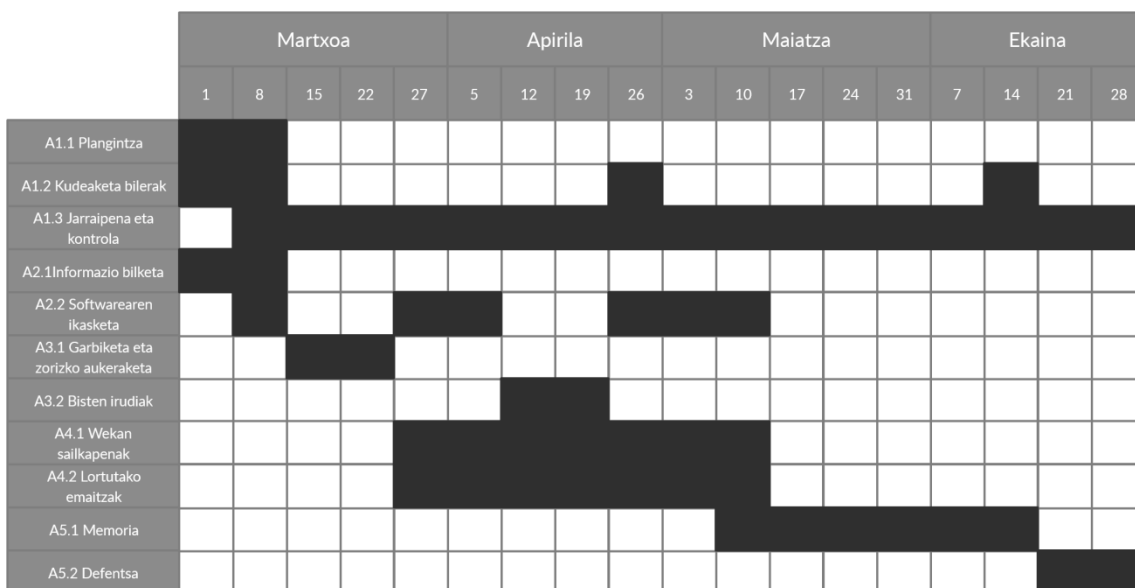 Martxoa Apirila Maiatza Ekaina
1 8 15 22 27 5 12 19 26 3 10 17 24 31 7 14 21 28
A1.1 Plangintza
A1.2 Kudeaketa bilerak
A1.3 Jarraipena eta
kontrola
A2.1Informazio bilketa
A2.2 Softwarearen
ikasketa
A3.1 Garbiketa eta
zorizko aukeraketa
A3.2 Bisten irudiak
A4.1 Wekan
sailkapenak
A4.2 Lortutako
emaitzak
A5.1 Memoria
A5.2 Defentsa